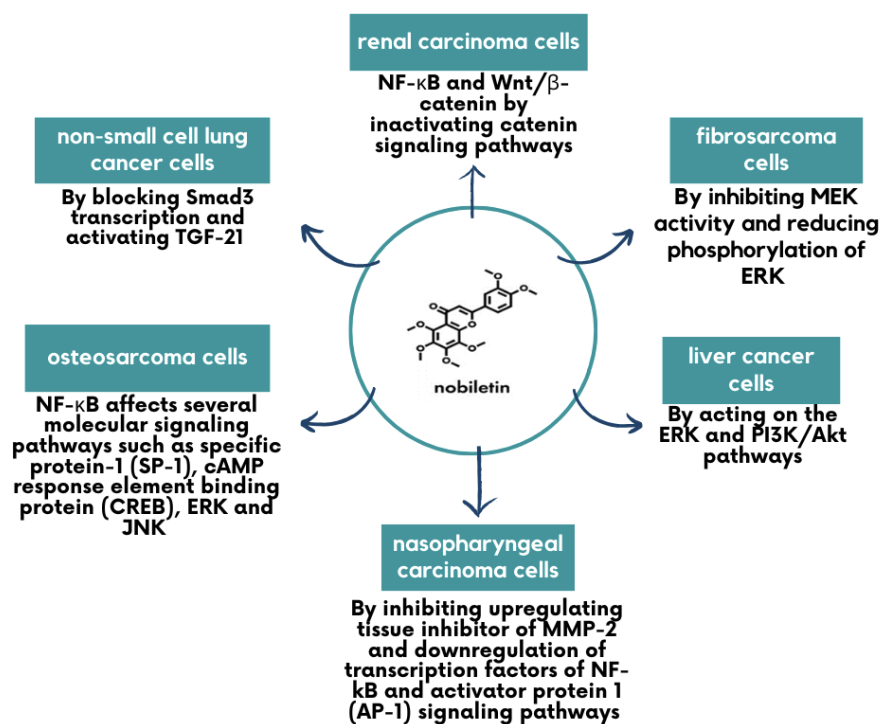 renal carcinoma cells
NF-κB and Wnt/β-
catenin by
inactivating catenin
signaling pathways
non-small cell lung
cancer cells
By blocking Smad3
transcription and
activating TGF-21
fibrosarcoma
cells
By inhibiting MEK
activity and reducing
phosphorylation of
ERK
O
O
O
O
O
O
O
O
nobiletin
osteosarcoma cells
NF-κB affects several
molecular signaling
pathways such as specific
protein-1 (SP-1), cAMP
response element binding
protein (CREB), ERK and
JNK
liver cancer
cells
By acting on the
ERK and PI3K/Akt
pathways
nasopharyngeal
carcinoma cells
By inhibiting upregulating
tissue inhibitor of MMP-2
and downregulation of
transcription factors of NF-
kB and activator protein 1
(AP-1) signaling pathways